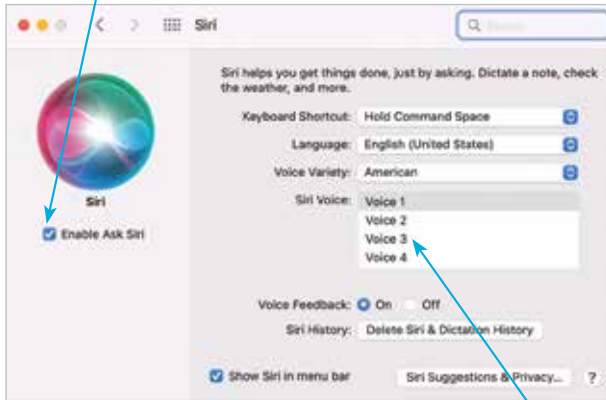 Siri
Siri helps you get things done, just by asking. Dictate a note, check
the weather, and more.
Keyboard Shortcut: Hold Command Space
Language: English (United States)
Voice Variety: American
Siri Voice: Voice 1
Voice 2
Voice 3
Voice 4
Siri
Enable Ask Siri
Voice Feedback: On Off
Siri History: Delete Siri & Dictation History
Show Siri in menu bar
Siri Suggestions & Privacy... ?